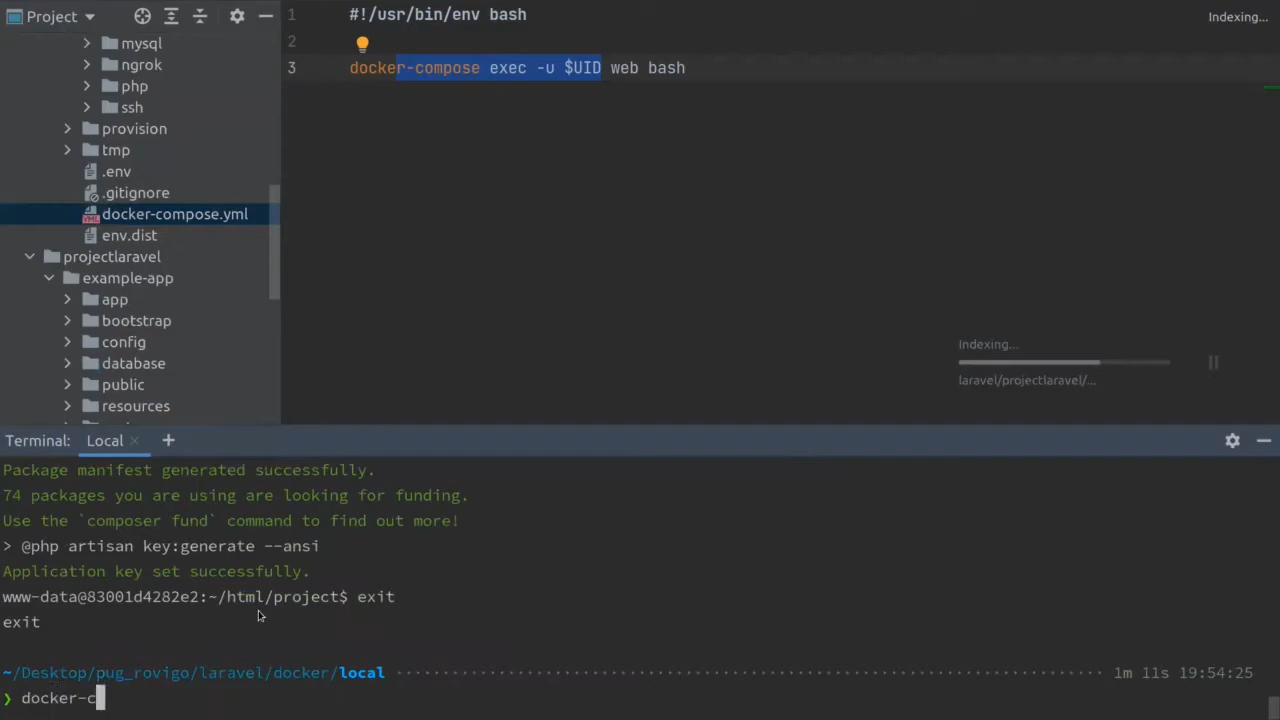 Project
mysql
ngrok
php
ssh
provision
tmp
.env
.gitignore
docker-compose.yml
env.dist
projectlaravel
example-app
app
bootstrap
config
database
public
resources
1 #!/usr/bin/env bash
2
3 docker-compose exec -u $UID web bash
Indexing...
Indexing...
laravel/projectlaravel/...
Terminal: Local
Package manifest generated successfully.
74 packages you are using are looking for funding.
Use the `composer fund` command to find out more!
> @php artisan key:generate --ansi
Application key set successfully.
www-data@83001d4282e2:~/html/project$ exit
exit
~/Desktop/pug_rovigo/laravel/docker/local 1m 11s 19:54:25
❯ docker-c